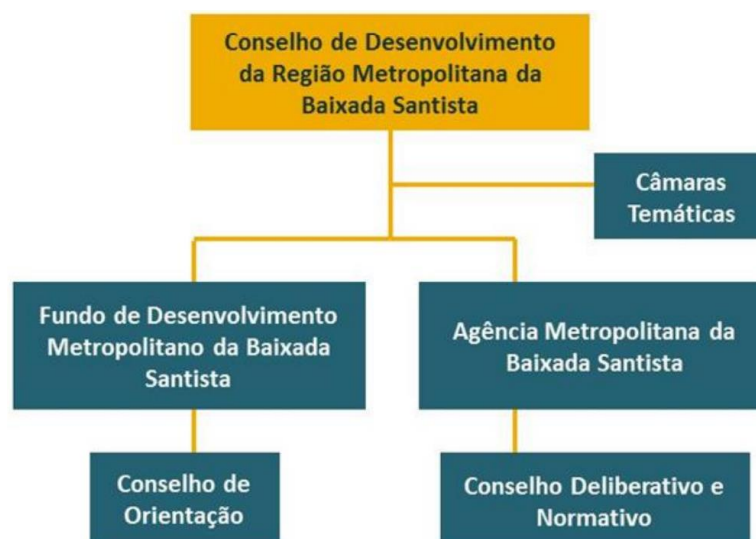 Conselho de Desenvolvimento
da Região Metropolitana da
Baixada Santista
Câmaras
Temáticas
Fundo de Desenvolvimento
Metropolitano da Baixada
Santista
Agência Metropolitana da
Baixada Santista
Conselho de
Orientação
Conselho Deliberativo e
Normativo